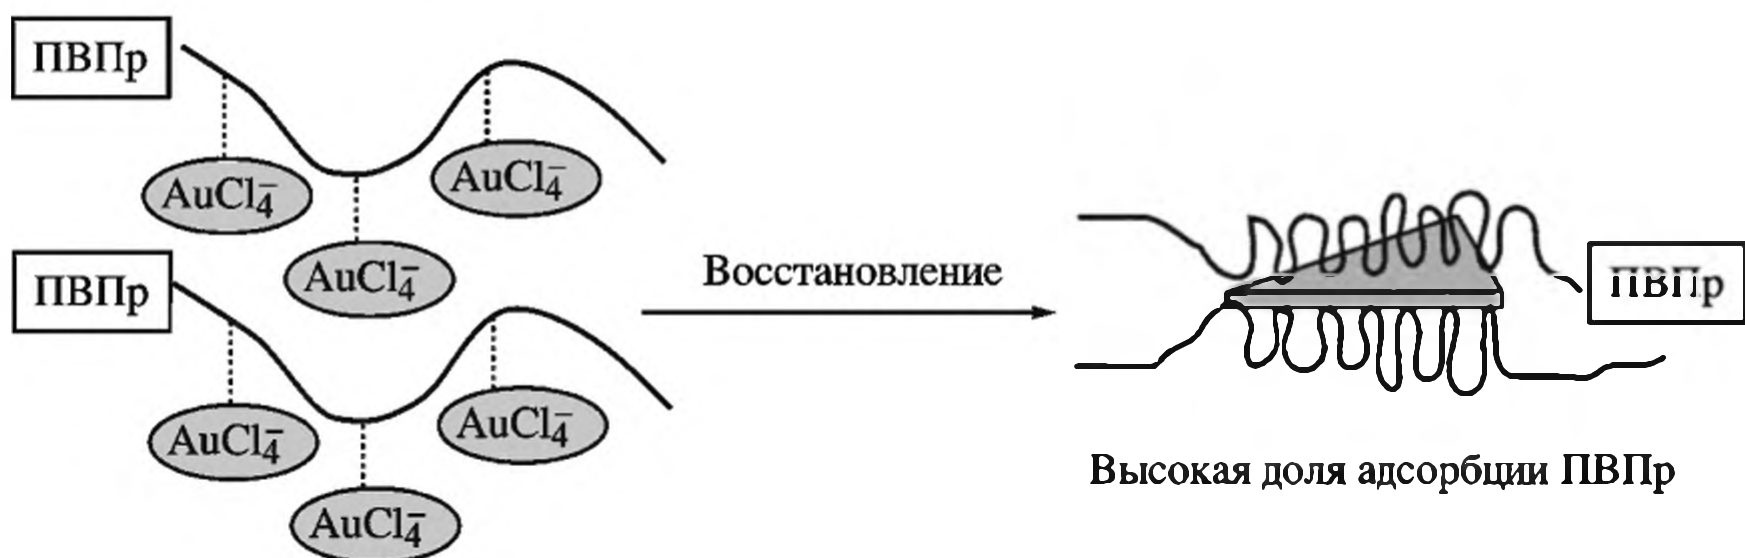 ПВПр
AuCl₄⁻
AuCl₄⁻
AuCl₄⁻
ПВПр
AuCl₄⁻
AuCl₄⁻
AuCl₄⁻
Восстановление
ПВПр
Высокая доля адсорбции ПВПр